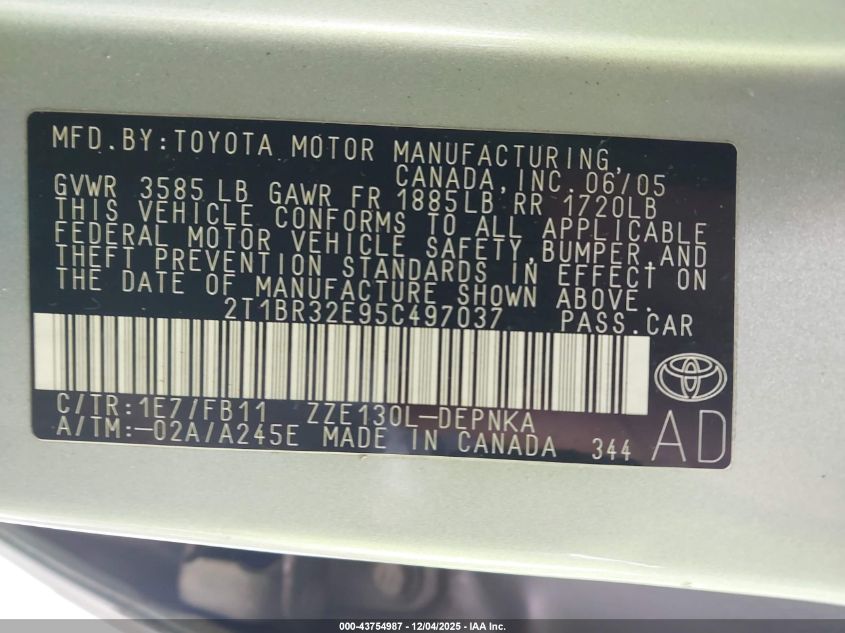 MFD.BY:TOYOTA MOTOR MANUFACTURING,
CANADA,INC. 06/05
GVWR 3585 LB GAWR FR 1885LB RR 1720LB
THIS VEHICLE CONFORMS TO ALL APPLICABLE
FEDERAL MOTOR VEHICLE SAFETY,BUMPER,AND
THEFT PREVENTION STANDARDS IN EFFECT ON
THE DATE OF MANUFACTURE SHOWN ABOVE.
2T1BR32E95C497037 PASS.CAR
C/TR:1E7/FB11 ZZE130L-DEPNKA
A/TM:-02A/A245E MADE IN CANADA 344 AD
000-43754987 - 12/04/2025 - IAA Inc.